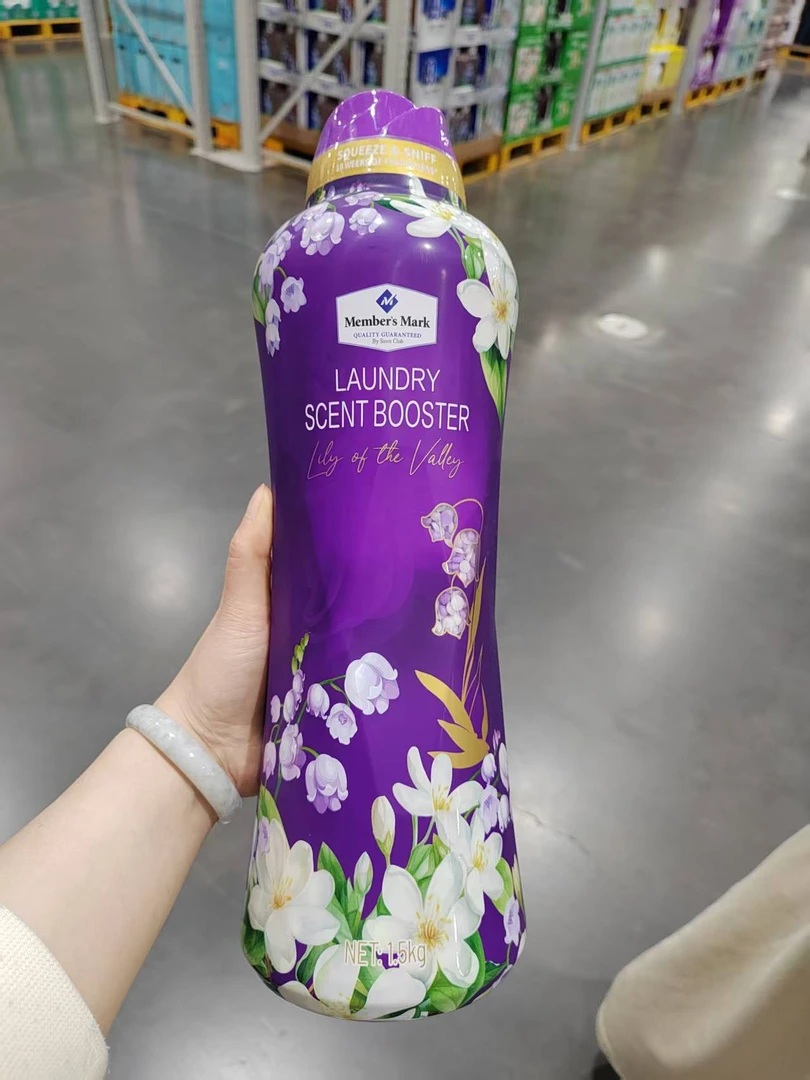 SQUEEZE & SNIFF
Member's Mark
QUALITY GUARANTEED
By Sam's Club
LAUNDRY
SCENT BOOSTER
Lily of the Valley
NET: 1.5kg